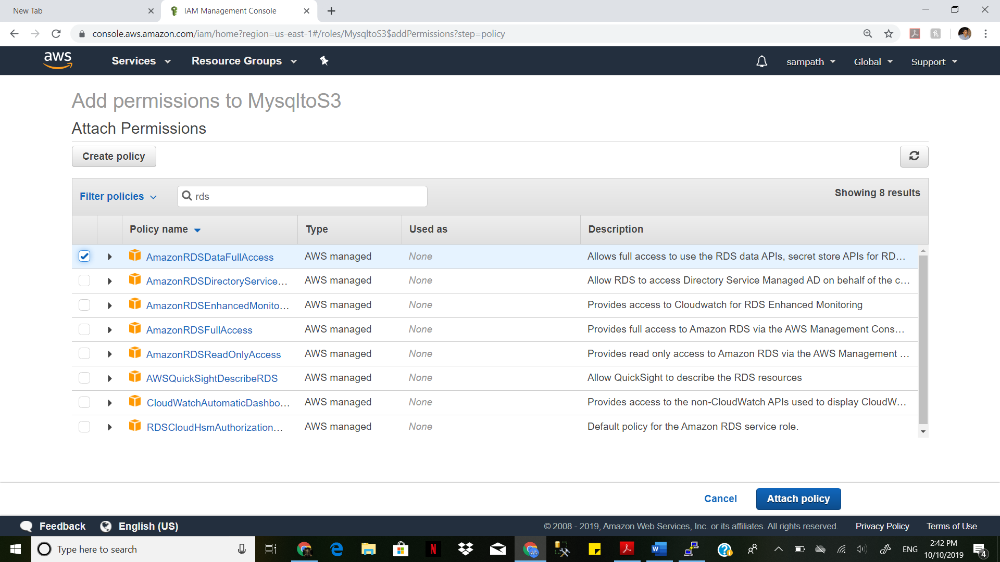 New Tab
IAM Management Console
console.aws.amazon.com/iam/home?region=us-east-1#/roles/MysqltoS3$addPermissions?step=policy
aws Services Resource Groups sampath Global Support
Add permissions to MysqltoS3
Attach Permissions
Create policy
Filter policies rds Showing 8 results
Policy name Type Used as Description
AmazonRDSDataFullAccess AWS managed None Allows full access to use the RDS data APIs, secret store APIs for RD…
AmazonRDSDirectoryService… AWS managed None Allow RDS to access Directory Service Managed AD on behalf of the c…
AmazonRDSEnhancedMonito… AWS managed None Provides access to Cloudwatch for RDS Enhanced Monitoring
AmazonRDSFullAccess AWS managed None Provides full access to Amazon RDS via the AWS Management Cons…
AmazonRDSReadOnlyAccess AWS managed None Provides read only access to Amazon RDS via the AWS Management …
AWSQuickSightDescribeRDS AWS managed None Allow QuickSight to describe the RDS resources
CloudWatchAutomaticDashbo… AWS managed None Provides access to the non-CloudWatch APIs used to display CloudW…
RDSCloudHsmAuthorization… AWS managed None Default policy for the Amazon RDS service role.
Cancel Attach policy
Feedback English (US) © 2008 - 2019, Amazon Web Services, Inc. or its affiliates. All rights reserved. Privacy Policy Terms of Use
Type here to search
ENG
2:42 PM
10/10/2019
4